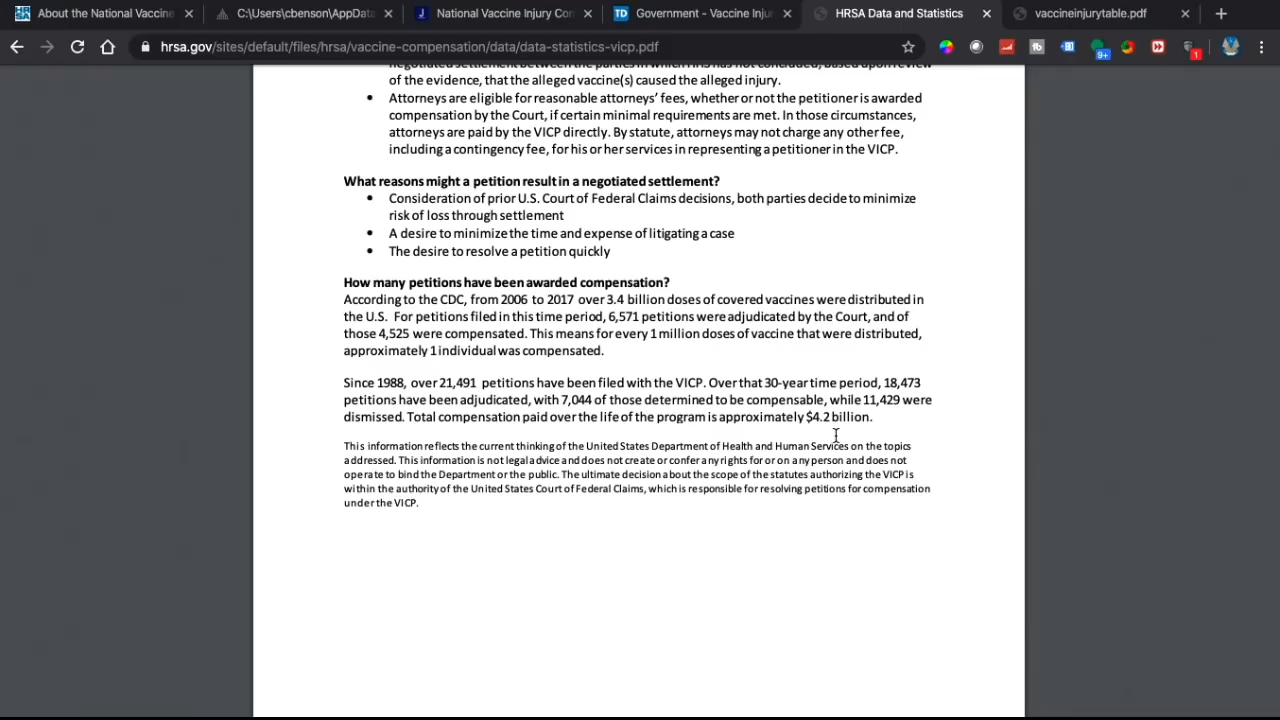 About the National Vaccine
C:\Users\cbenson\AppData
National Vaccine Injury Con
Government - Vaccine Injur
HRSA Data and Statistics
vaccineinjurytable.pdf
hrsa.gov/sites/default/files/hrsa/vaccine-compensation/data/data-statistics-vicp.pdf
negotiated settlement between the parties in which HHS has not concluded, based upon review
of the evidence, that the alleged vaccine(s) caused the alleged injury.
• Attorneys are eligible for reasonable attorneys' fees, whether or not the petitioner is awarded
compensation by the Court, if certain minimal requirements are met. In those circumstances,
attorneys are paid by the VICP directly. By statute, attorneys may not charge any other fee,
including a contingency fee, for his or her services in representing a petitioner in the VICP.
What reasons might a petition result in a negotiated settlement?
• Consideration of prior U.S. Court of Federal Claims decisions, both parties decide to minimize
risk of loss through settlement
• A desire to minimize the time and expense of litigating a case
• The desire to resolve a petition quickly
How many petitions have been awarded compensation?
According to the CDC, from 2006 to 2017 over 3.4 billion doses of covered vaccines were distributed in
the U.S. For petitions filed in this time period, 6,571 petitions were adjudicated by the Court, and of
those 4,525 were compensated. This means for every 1 million doses of vaccine that were distributed,
approximately 1 individual was compensated.
Since 1988, over 21,491 petitions have been filed with the VICP. Over that 30-year time period, 18,473
petitions have been adjudicated, with 7,044 of those determined to be compensable, while 11,429 were
dismissed. Total compensation paid over the life of the program is approximately $4.2 billion.
This information reflects the current thinking of the United States Department of Health and Human Services on the topics
addressed. This information is not legal advice and does not create or confer any rights for or on any person and does not
operate to bind the Department or the public. The ultimate decision about the scope of the statutes authorizing the VICP is
within the authority of the United States Court of Federal Claims, which is responsible for resolving petitions for compensation
under the VICP.